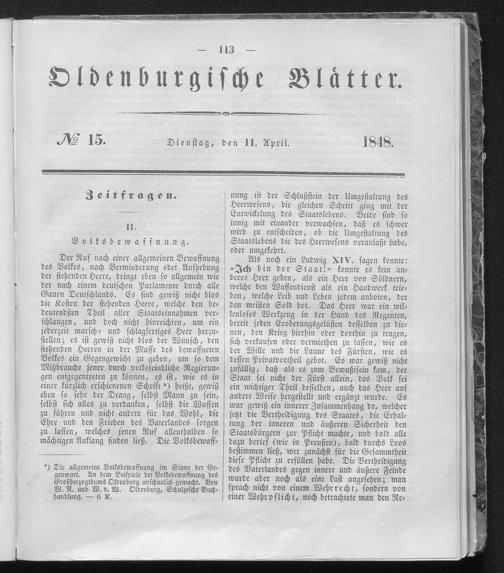 — 113 —
Oldenburgische Blätter.
№ 15.
Dienstag, den 11. April.
1848.
Zeitfragen.
II.
Volksbewaffnung.
Der Ruf nach einer allgemeinen Bewaffnung
des Volkes, nach Verminderung oder Aufhebung
der stehenden Heere, dringt eben so allgemein wie
der nach einem deutschen Parlamente durch alle
Gauen Deutschlands. Es sind gewiß nicht blos
die Kosten der stehenden Heere, welche den be-
deutendsten Theil aller Staatseinnahmen ver-
schlangen, und doch nicht hinreichten, um ein
jederzeit marsch- und schlagfertiges Heer herzu-
stellen; es ist gewiß nicht blos der Wunsch, den
stehenden Heeren in der Masse des bewaffneten
Volkes ein Gegengewicht zu geben, um so dem
Mißbrauche jener durch volksfeindliche Regierun-
gen entgegentreten zu können, es ist, wie es in
einer kürzlich erschienenen Schrift *) heißt, gewiß
eben so sehr der Drang, selbst Mann zu sein,
selbst sich alles zu verdanken, selbst die Waffen
zu führen und nicht andere für das Wohl, die
Ehre und den Frieden des Vaterlandes sorgen
zu lassen, welches jenen Ruf allenthalben so
mächtigen Anklang finden ließ. Die Volksbewaff-
*) Die allgemeine Volksbewaffnung im Sinne der Ge-
genwart. An dem Beispiele der Volksbewaffnung des
Großherzogthums Oldenburg anschaulich gemacht. Von
W. N. und W. v. W. Oldenburg, Schulzesche Buch-
handlung. — 6 X.
nung ist der Schlußstein der Umgestaltung des
Heerwesens, die gleichen Schritt ging mit der
Entwickelung des Staatslebens. Beide sind so
innig mit einander verwachsen, daß es schwer
wird zu entscheiden, ob die Umgestaltung des
Staatslebens die des Heerwesens veranlaßt habe,
oder umgekehrt.
Als noch ein Ludwig XIV. sagen konnte:
»Ich bin der Staat!« konnte es kein an-
deres Heer geben, als ein Heer von Söldnern,
welche den Waffendienst als ein Handwerk trie-
ben, welche Leib und Leben jedem anboten, der
den meisten Sold gab. Das Heer war ein wil-
lenloses Werkzeug in der Hand des Regenten,
bereit jeden Eroberungsgelüsten desselben zu die-
nen, den Krieg hierhin oder dorthin zu tragen,
sich verkaufen oder vermiethen zu lassen, wie es
der Wille und die Laune des Fürsten, wie es
dessen Privatvortheil gebot. Es war gewiß nicht
zufällig, daß als es zum Bewußtsein kam, der
Staat sei nicht der Fürst allein, das Volk sei
ein wichtiger Theil desselben, auch das Heer auf
andere Weise hergestellt und ergänzt wurde. Es
war gewiß ein innerer Zusammenhang da, welcher
jetzt die Vertheidigung des Staates, die Erhal-
tung der inneren und äußeren Sicherheit den
Staatsbürgern zur Pflicht machte, und bald alle
dazu berief (wie in Preußen), bald durchs Loos
bestimmen ließ, wer zunächst für die Gesammtheit
diese Pflicht zu erfüllen habe. Die Vertheidigung
des Vaterlandes gegen innere und äußere Feinde
wurde aber noch als eine Last angesehen; man
sprach nicht von einem Wehrrecht, sondern von
einer Wehrpflicht, noch betrachtete man den Re-